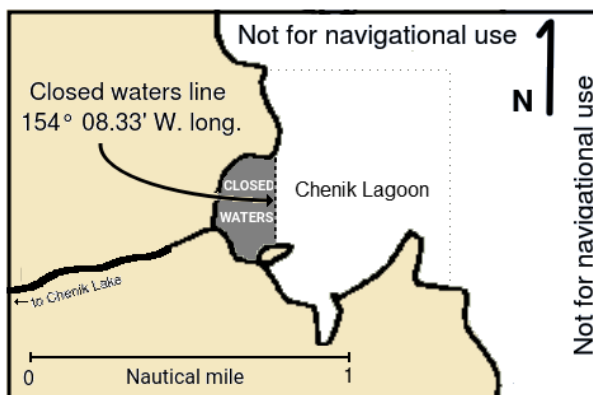 Not for navigational use
Closed waters line
154° 08.33' W. long.
N
Not for navigational use
CLOSED
WATERS
Chenik Lagoon
← to Chenik Lake
0
Nautical mile
1